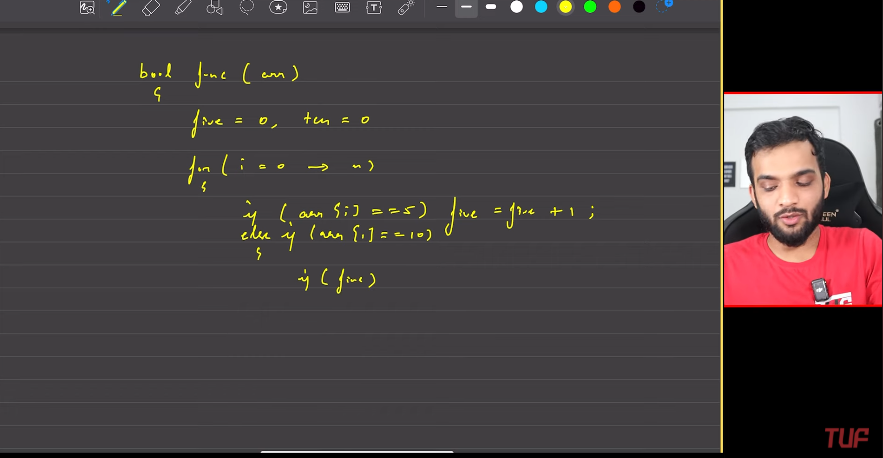 bool func (arr)
{
five = 0, ten = 0
for ( i = 0 → n)
{
if (arr[i] == 5) five = five + 1 ;
else if (arr[i] == 10)
{
if (five)
TUF